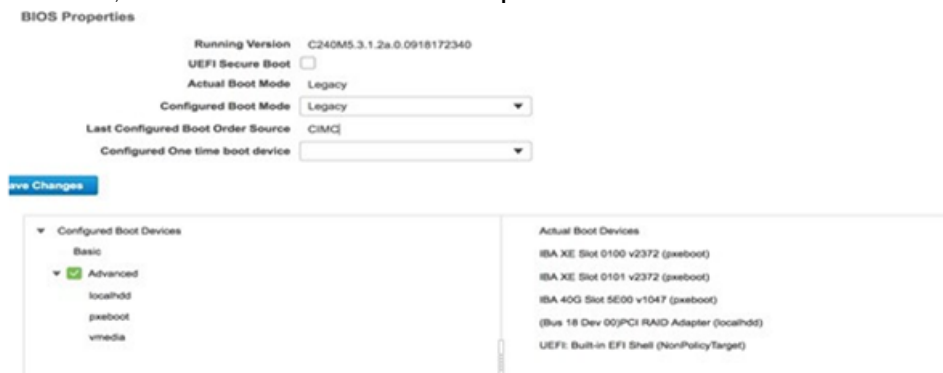 BIOS Properties
Running Version C240M5.3.1.2a.0.0918172340
UEFI Secure Boot
Actual Boot Mode Legacy
Configured Boot Mode Legacy
Last Configured Boot Order Source CIMC
Configured One time boot device
ave Changes
Configured Boot Devices
Basic
Advanced
localhdd
pxeboot
vmedia
Actual Boot Devices
IBA XE Slot 0100 v2372 (pxeboot)
IBA XE Slot 0101 v2372 (pxeboot)
IBA 40G Slot 5E00 v1047 (pxeboot)
(Bus 18 Dev 00)PCI RAID Adapter (localhdd)
UEFI: Built-in EFI Shell (NonPolicyTarget)